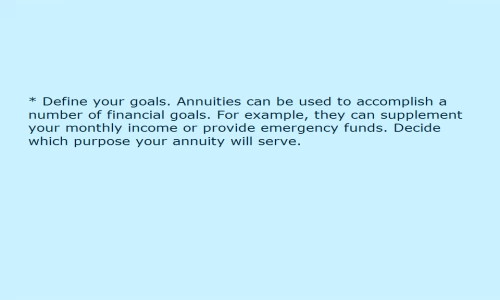 * Define your goals. Annuities can be used to accomplish a
number of financial goals. For example, they can supplement
your monthly income or provide emergency funds. Decide
which purpose your annuity will serve.